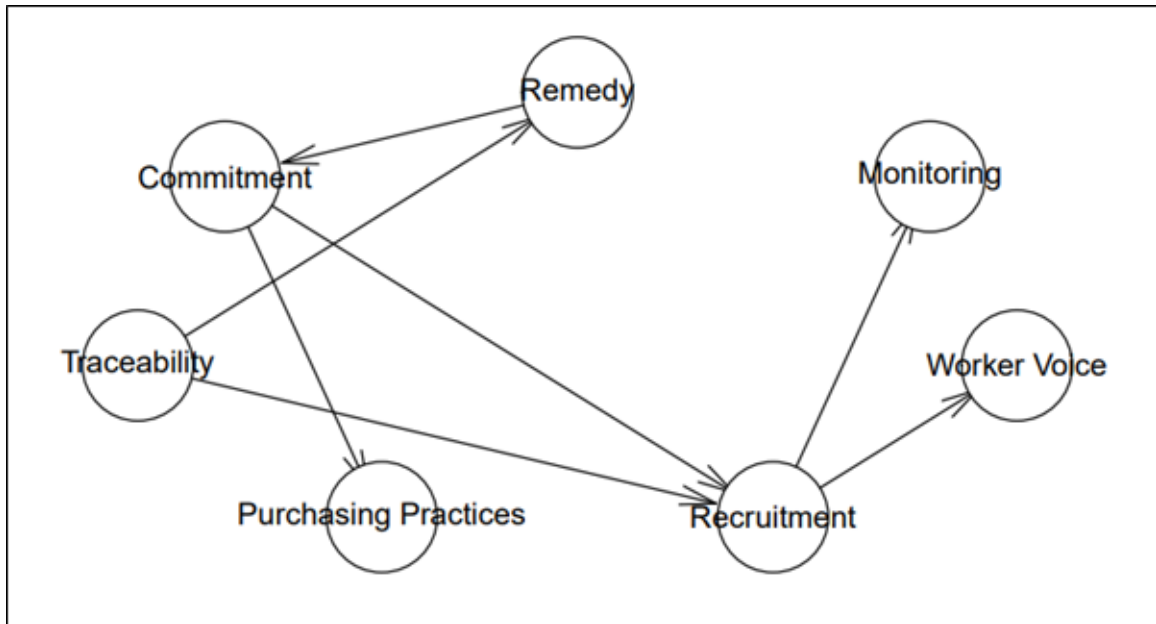 Remedy
Commitment
Monitoring
Traceability
Worker Voice
Purchasing Practices
Recruitment